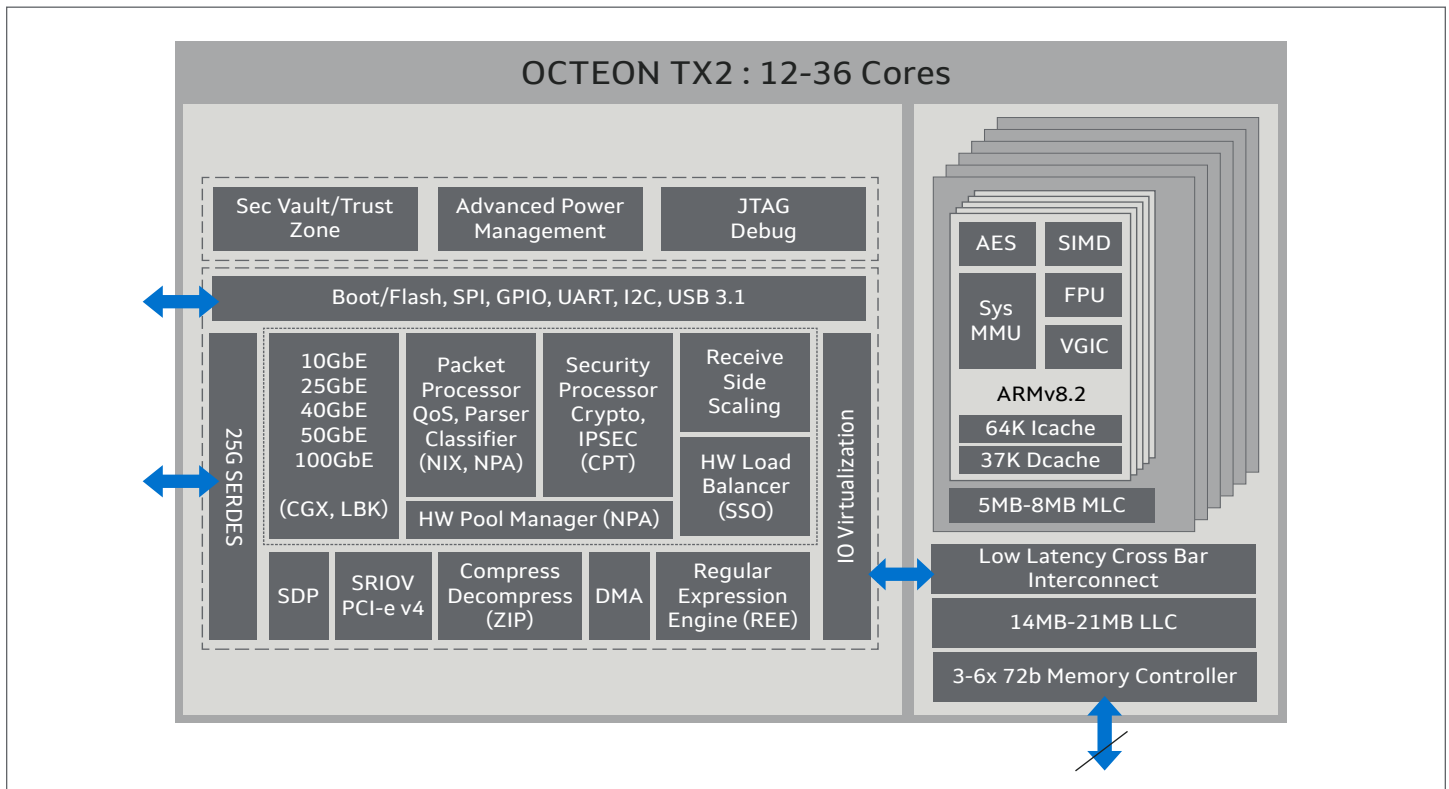 OCTEON TX2 : 12-36 Cores
Sec Vault/Trust
Zone
Advanced Power
Management
JTAG
Debug
Boot/Flash, SPI, GPIO, UART, I2C, USB 3.1
25G SERDES
10GbE
25GbE
40GbE
50GbE
100GbE
(CGX, LBK)
Packet
Processor
QoS, Parser
Classifier
(NIX, NPA)
Security
Processor
Crypto,
IPSEC
(CPT)
Receive
Side
Scaling
HW Load
Balancer
(SSO)
HW Pool Manager (NPA)
IO Virtualization
SDP
SRIOV
PCI-e v4
Compress
Decompress
(ZIP)
DMA
Regular
Expression
Engine (REE)
AES
SIMD
Sys
MMU
FPU
VGIC
ARMv8.2
64K Icache
37K Dcache
5MB-8MB MLC
Low Latency Cross Bar
Interconnect
14MB-21MB LLC
3-6x 72b Memory Controller